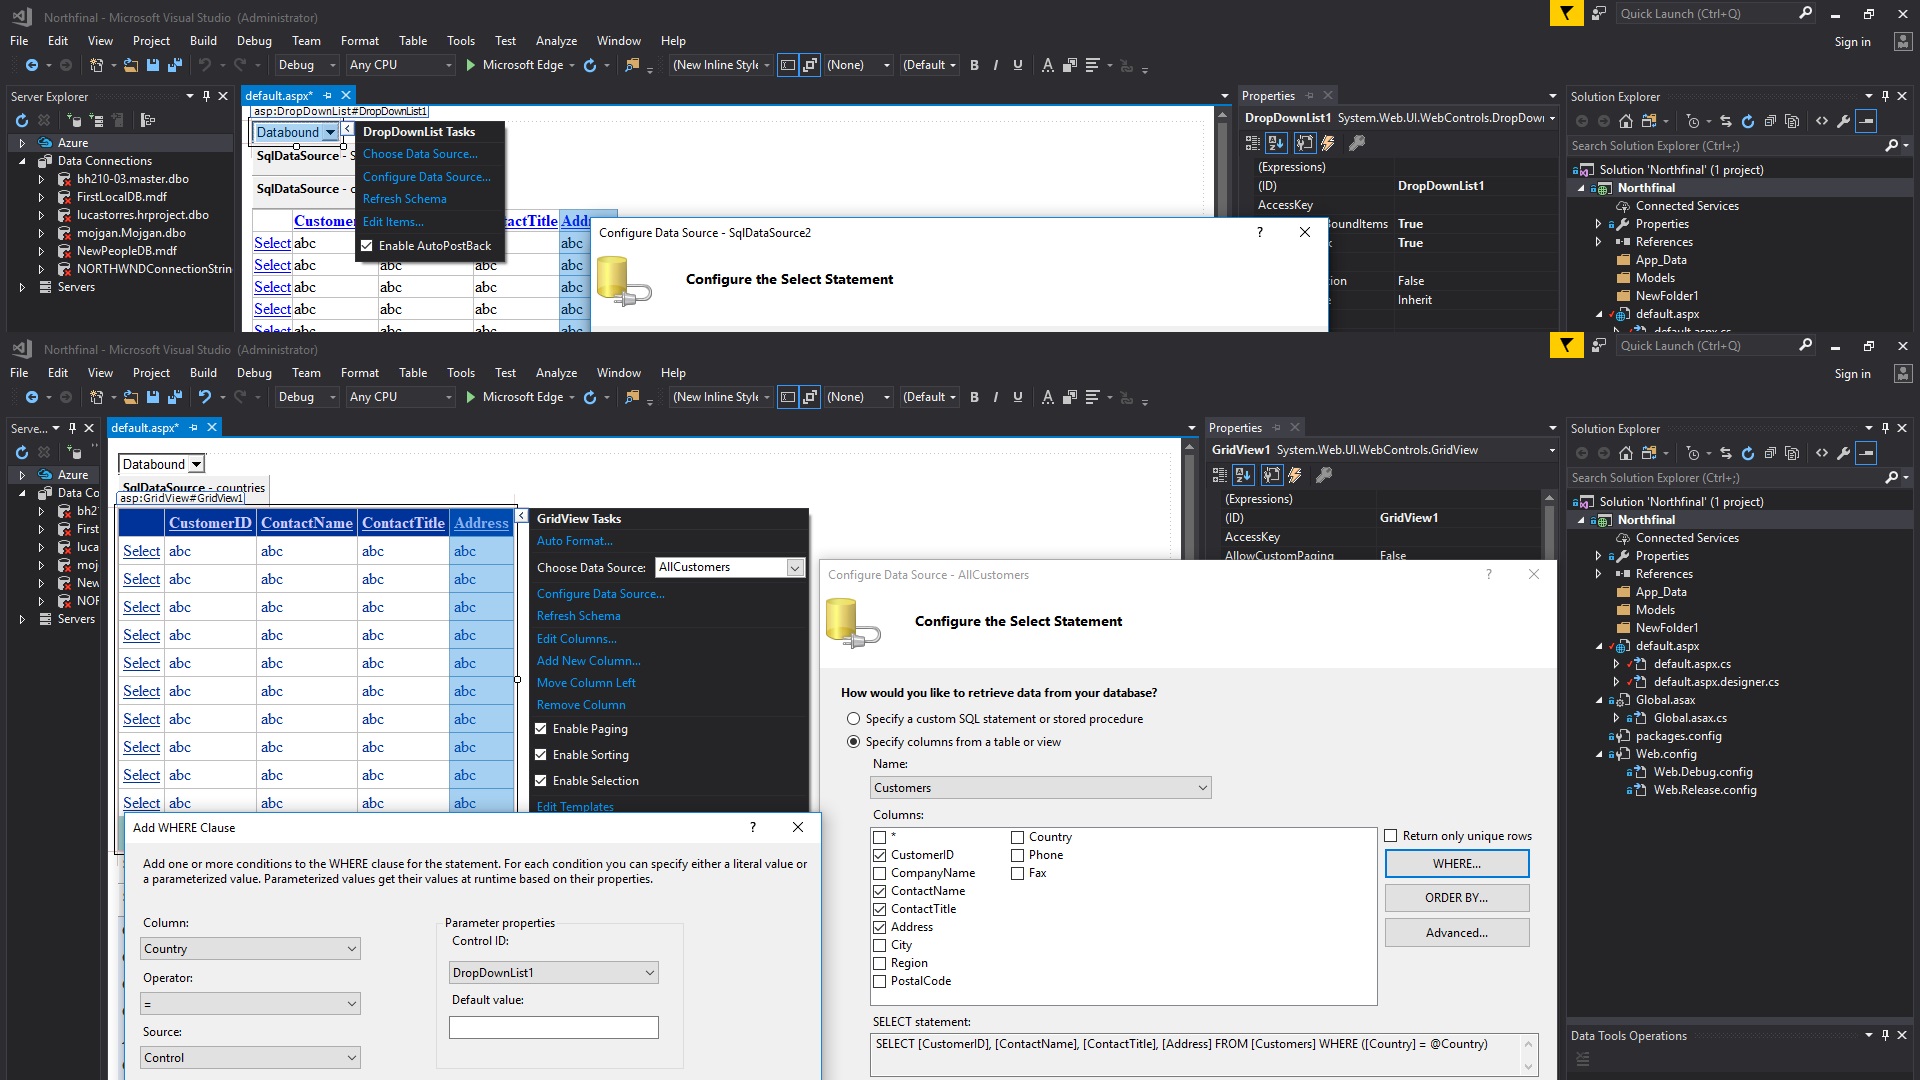 Northfinal - Microsoft Visual Studio (Administrator)
Quick Launch (Ctrl+Q)
File Edit View Project Build Debug Team Format Table Tools Test Analyze Window Help
Sign in
Debug Any CPU Microsoft Edge (New Inline Style (None) (Default B I U
Server Explorer
Azure
Data Connections
bh210-03.master.dbo
FirstLocalDB.mdf
lucastorres.hrproject.dbo
mojgan.Mojgan.dbo
NewPeopleDB.mdf
NORTHWNDConnectionStrin
Servers
default.aspx*
asp:DropDownList#DropDownList1
Databound
SqlDataSource - S
SqlDataSource - c
Custome
tactTitle Add
Select abc abc
Select abc abc abc abc
Select abc abc abc abc
Select abc abc abc abc
Select abc abc abc abc
DropDownList Tasks
Choose Data Source...
Configure Data Source...
Refresh Schema
Edit Items...
Enable AutoPostBack
Configure Data Source - SqlDataSource2
?
Configure the Select Statement
Properties
DropDownList1 System.Web.UI.WebControls.DropDown
(Expressions)
(ID) DropDownList1
AccessKey
BoundItems True
True
ion False
Inherit
Solution Explorer
Search Solution Explorer (Ctrl+;)
Solution 'Northfinal' (1 project)
Northfinal
Connected Services
Properties
References
App_Data
Models
NewFolder1
default.aspx
default.aspx.cs
Northfinal - Microsoft Visual Studio (Administrator)
Quick Launch (Ctrl+Q)
File Edit View Project Build Debug Team Format Table Tools Test Analyze Window Help
Sign in
Debug Any CPU Microsoft Edge (New Inline Style (None) (Default B I U
Serve...
Azure
Data Co
bh2
First
luca
moj
New
NOF
Servers
default.aspx*
Databound
SqlDataSource - countries
asp:GridView#GridView1
CustomerID ContactName ContactTitle Address
Select abc abc abc abc
Select abc abc abc abc
Select abc abc abc abc
Select abc abc abc abc
Select abc abc abc abc
Select abc abc abc abc
Select abc abc abc abc
Select abc abc abc abc
Select abc abc abc abc
Select abc abc abc abc
GridView Tasks
Auto Format...
Choose Data Source: AllCustomers
Configure Data Source...
Refresh Schema
Edit Columns...
Add New Column...
Move Column Left
Remove Column
Enable Paging
Enable Sorting
Enable Selection
Edit Templates
Properties
GridView1 System.Web.UI.WebControls.GridView
(Expressions)
(ID) GridView1
AccessKey
AllowCustomPaging False
Configure Data Source - AllCustomers
?
Configure the Select Statement
How would you like to retrieve data from your database?
Specify a custom SQL statement or stored procedure
Specify columns from a table or view
Name:
Customers
Columns:
* Country
CustomerID Phone
CompanyName Fax
ContactName
ContactTitle
Address
City
Region
PostalCode
Return only unique rows
WHERE...
ORDER BY...
Advanced...
SELECT statement:
SELECT [CustomerID], [ContactName], [ContactTitle], [Address] FROM [Customers] WHERE ([Country] = @Country)
Add WHERE Clause
?
Add one or more conditions to the WHERE clause for the statement. For each condition you can specify either a literal value or
a parameterized value. Parameterized values get their values at runtime based on their properties.
Column:
Country
Operator:
=
Source:
Control
Parameter properties
Control ID:
DropDownList1
Default value:
Solution Explorer
Search Solution Explorer (Ctrl+;)
Solution 'Northfinal' (1 project)
Northfinal
Connected Services
Properties
References
App_Data
Models
NewFolder1
default.aspx
default.aspx.cs
default.aspx.designer.cs
Global.asax
Global.asax.cs
packages.config
Web.config
Web.Debug.config
Web.Release.config
Data Tools Operations